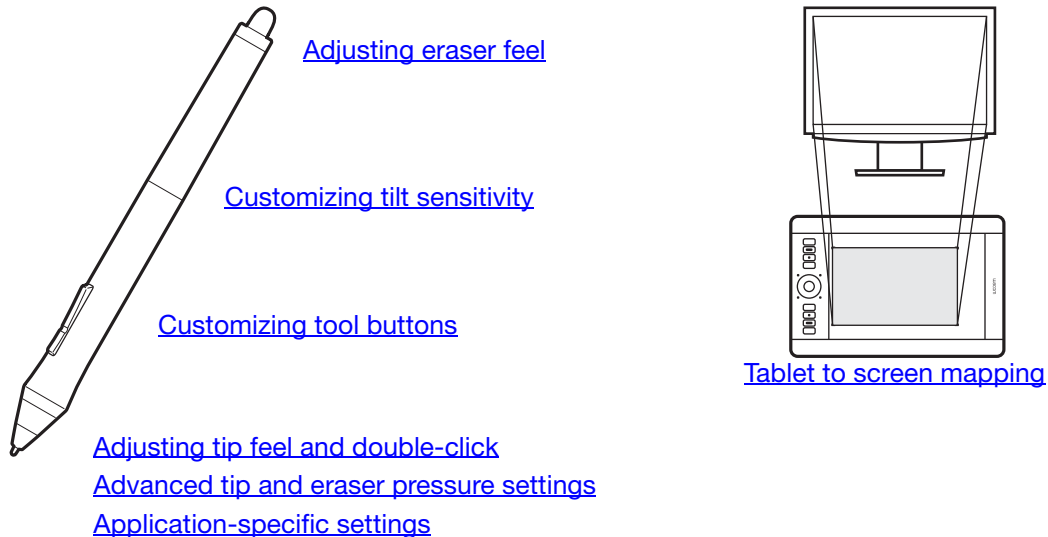 Adjusting eraser feel
Customizing tilt sensitivity
Customizing tool buttons
Tablet to screen mapping
Adjusting tip feel and double-click
Advanced tip and eraser pressure settings
Application-specific settings